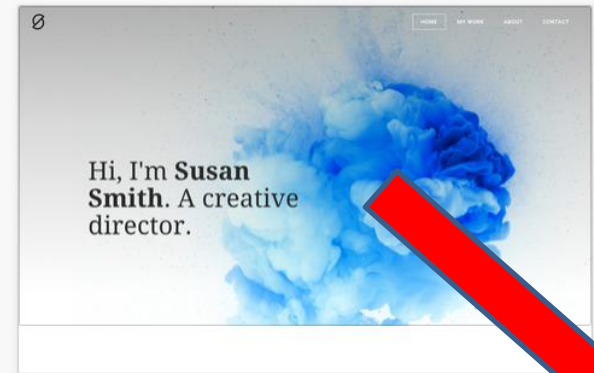 HOME MY WORK ABOUT CONTACT
Hi, I'm Susan
Smith. A creative
director.